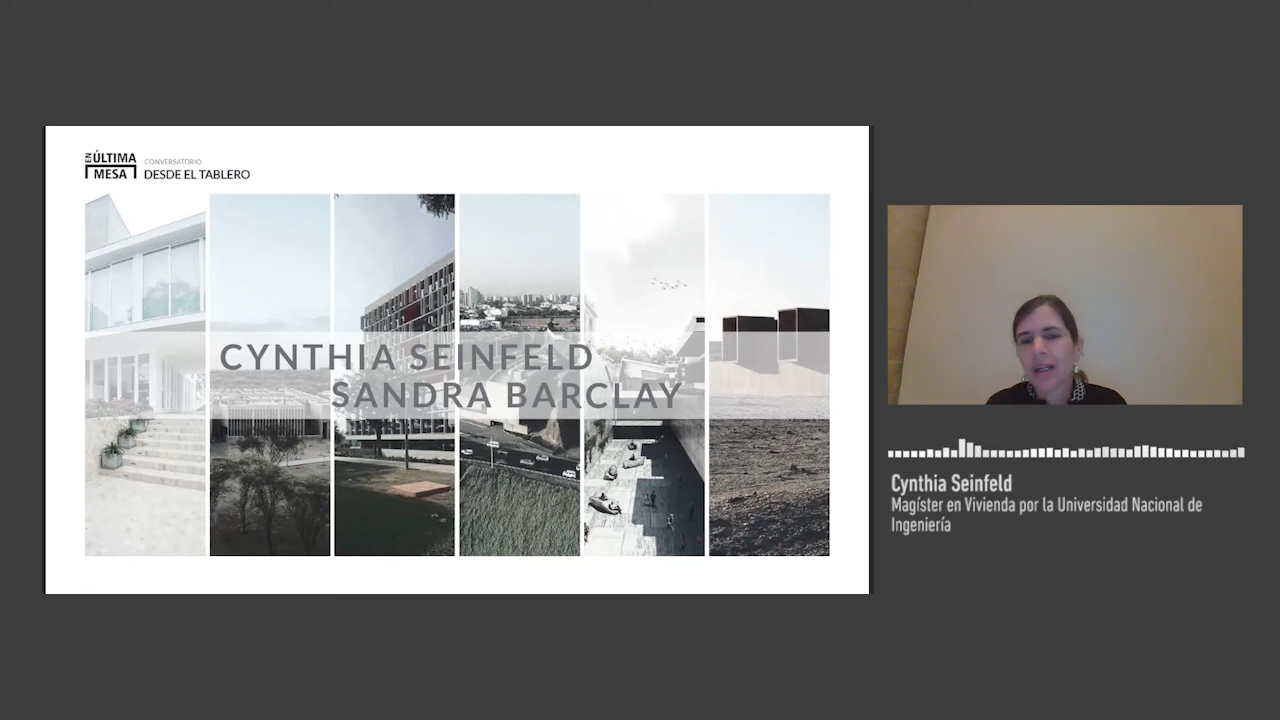 EN ÚLTIMA
MESA
CONVERSATORIO
DESDE EL TABLERO
CYNTHIA SEINFELD
SANDRA BARCLAY
Cynthia Seinfeld
Magíster en Vivienda por la Universidad Nacional de
Ingeniería